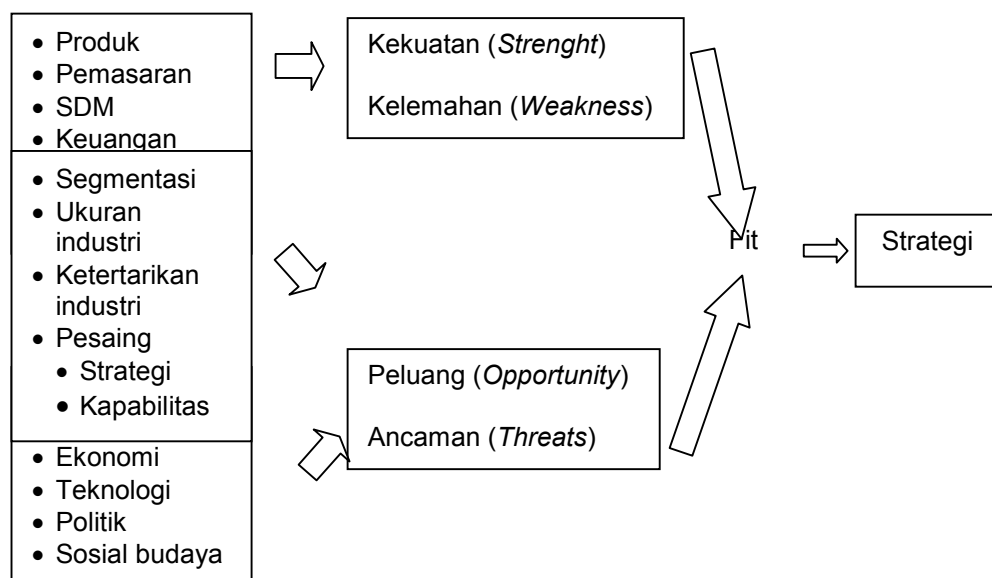 • Produk
• Pemasaran
• SDM
• Keuangan
• Segmentasi
• Ukuran
industri
• Ketertarikan
industri
• Pesaing
• Strategi
• Kapabilitas
• Ekonomi
• Teknologi
• Politik
• Sosial budaya
Kekuatan (Strenght)
Kelemahan (Weakness)
Peluang (Opportunity)
Ancaman (Threats)
Fit
Strategi